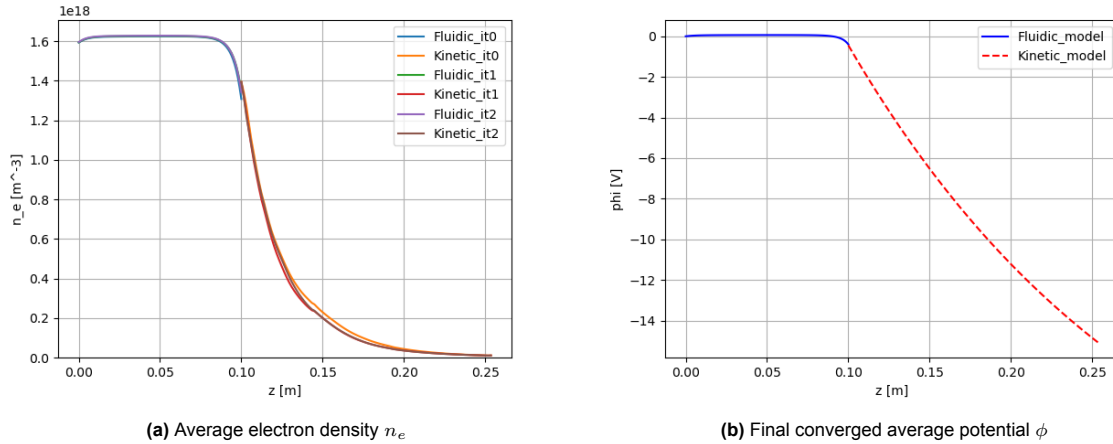 1e18
1.6
1.4
1.2
1.0
0.8
0.6
0.4
0.2
0.0
n_e [m^-3]
0.00 0.05 0.10 0.15 0.20 0.25
z [m]
Fluidic_it0
Kinetic_it0
Fluidic_it1
Kinetic_it1
Fluidic_it2
Kinetic_it2
(a) Average electron density nₑ
0
−2
−4
−6
−8
−10
−12
−14
phi [V]
0.00 0.05 0.10 0.15 0.20 0.25
z [m]
Fluidic_model
Kinetic_model
(b) Final converged average potential ϕ